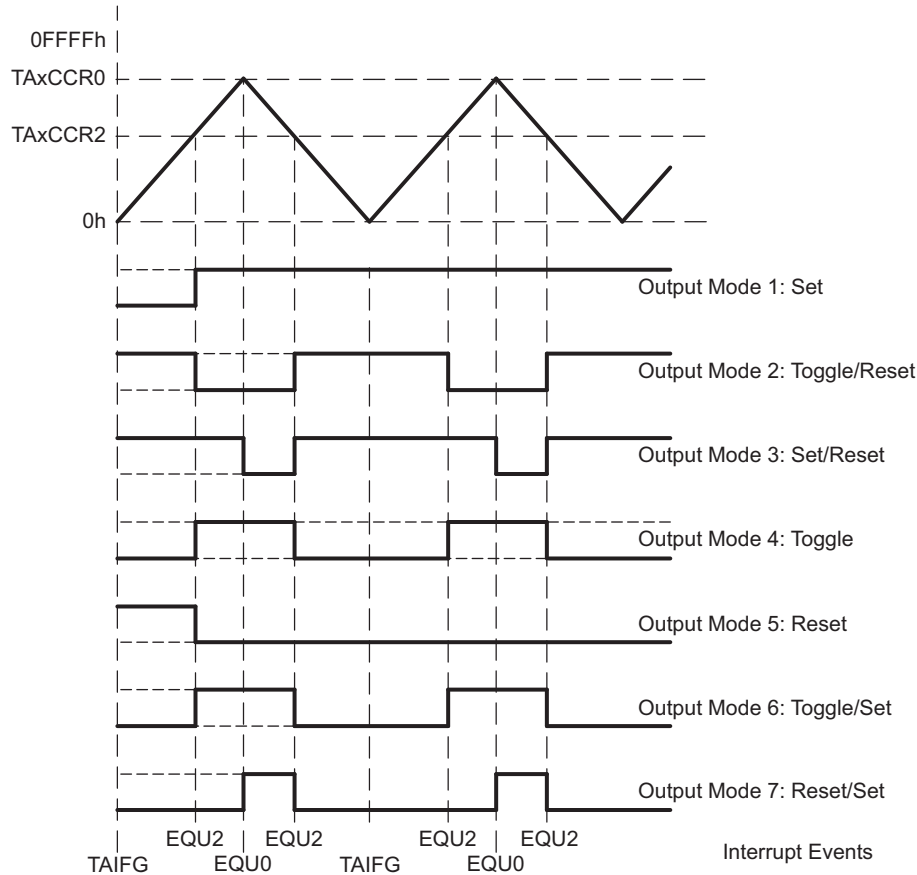 0FFFFh
TAxCCR0
TAxCCR2
0h
Output Mode 1: Set
Output Mode 2: Toggle/Reset
Output Mode 3: Set/Reset
Output Mode 4: Toggle
Output Mode 5: Reset
Output Mode 6: Toggle/Set
Output Mode 7: Reset/Set
EQU2 EQU2 EQU2 EQU2
TAIFG EQU0 TAIFG EQU0 Interrupt Events